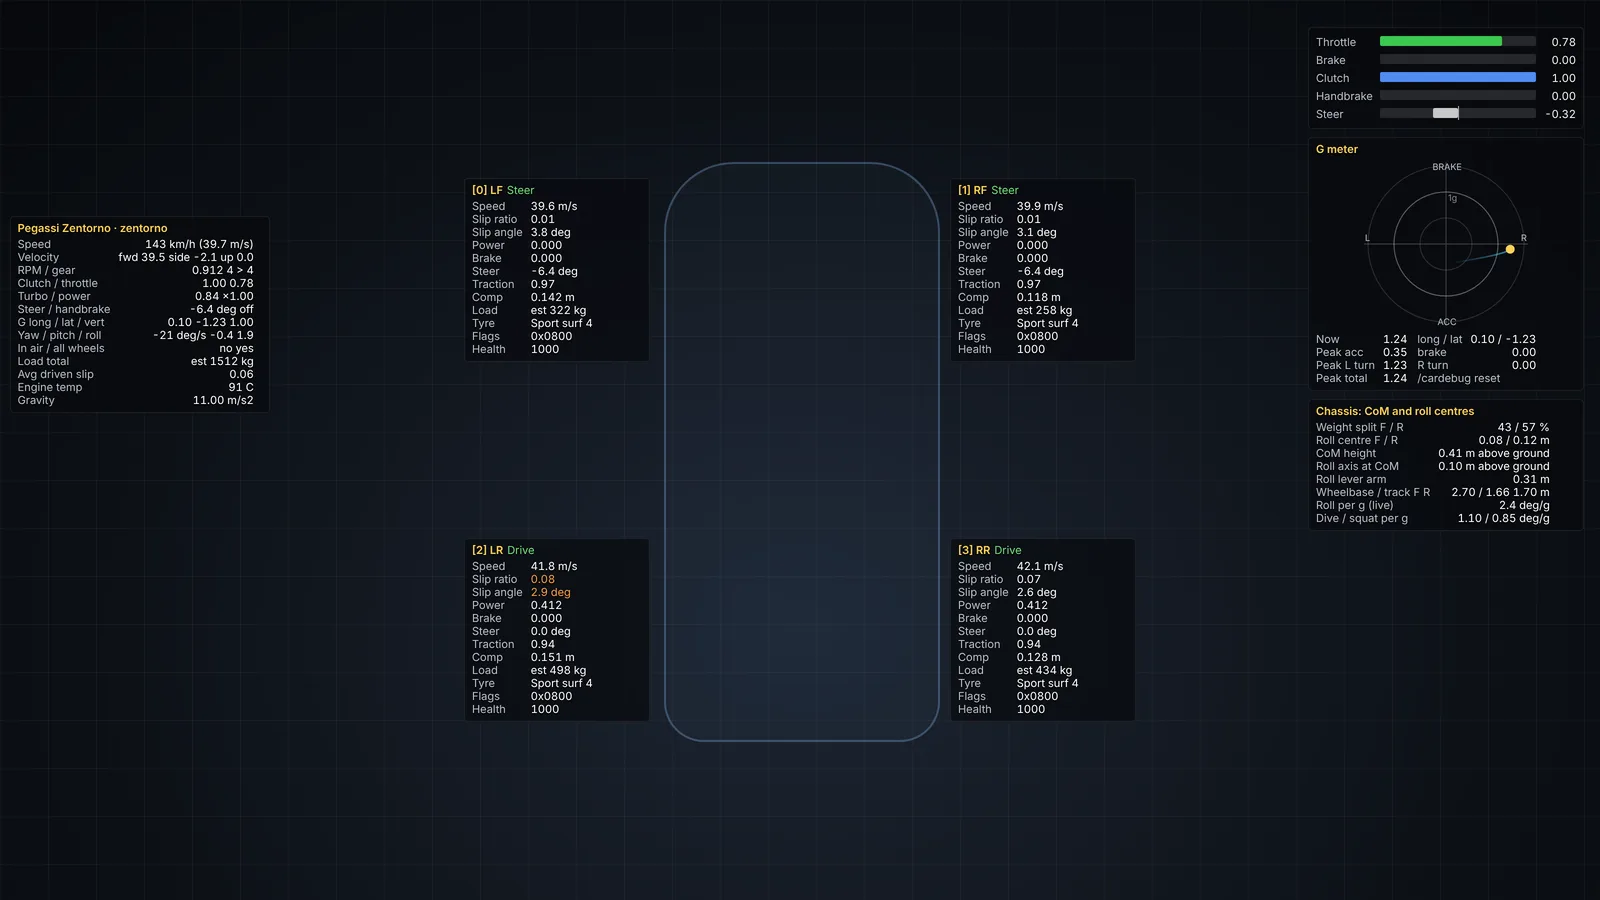 Pegassi Zentorno · zentorno
Speed 143 km/h (39.7 m/s)
Velocity fwd 39.5 side -2.1 up 0.0
RPM / gear 0.912 4 > 4
Clutch / throttle 1.00 0.78
Turbo / power 0.84 ×1.00
Steer / handbrake -6.4 deg off
G long / lat / vert 0.10 -1.23 1.00
Yaw / pitch / roll -21 deg/s -0.4 1.9
In air / all wheels no yes
Load total est 1512 kg
Avg driven slip 0.06
Engine temp 91 C
Gravity 11.00 m/s2
[0] LF Steer
Speed 39.6 m/s
Slip ratio 0.01
Slip angle 3.8 deg
Power 0.000
Brake 0.000
Steer -6.4 deg
Traction 0.97
Comp 0.142 m
Load est 322 kg
Tyre Sport surf 4
Flags 0x0800
Health 1000
[1] RF Steer
Speed 39.9 m/s
Slip ratio 0.01
Slip angle 3.1 deg
Power 0.000
Brake 0.000
Steer -6.4 deg
Traction 0.97
Comp 0.118 m
Load est 258 kg
Tyre Sport surf 4
Flags 0x0800
Health 1000
[2] LR Drive
Speed 41.8 m/s
Slip ratio 0.08
Slip angle 2.9 deg
Power 0.412
Brake 0.000
Steer 0.0 deg
Traction 0.94
Comp 0.151 m
Load est 498 kg
Tyre Sport surf 4
Flags 0x0800
Health 1000
[3] RR Drive
Speed 42.1 m/s
Slip ratio 0.07
Slip angle 2.6 deg
Power 0.412
Brake 0.000
Steer 0.0 deg
Traction 0.94
Comp 0.128 m
Load est 434 kg
Tyre Sport surf 4
Flags 0x0800
Health 1000
Throttle 0.78
Brake 0.00
Clutch 1.00
Handbrake 0.00
Steer -0.32
G meter
BRAKE
1g
L R
ACC
Now 1.24 long / lat 0.10 / -1.23
Peak acc 0.35 brake 0.00
Peak L turn 1.23 R turn 0.00
Peak total 1.24 /cardebug reset
Chassis: CoM and roll centres
Weight split F / R 43 / 57 %
Roll centre F / R 0.08 / 0.12 m
CoM height 0.41 m above ground
Roll axis at CoM 0.10 m above ground
Roll lever arm 0.31 m
Wheelbase / track F R 2.70 / 1.66 1.70 m
Roll per g (live) 2.4 deg/g
Dive / squat per g 1.10 / 0.85 deg/g